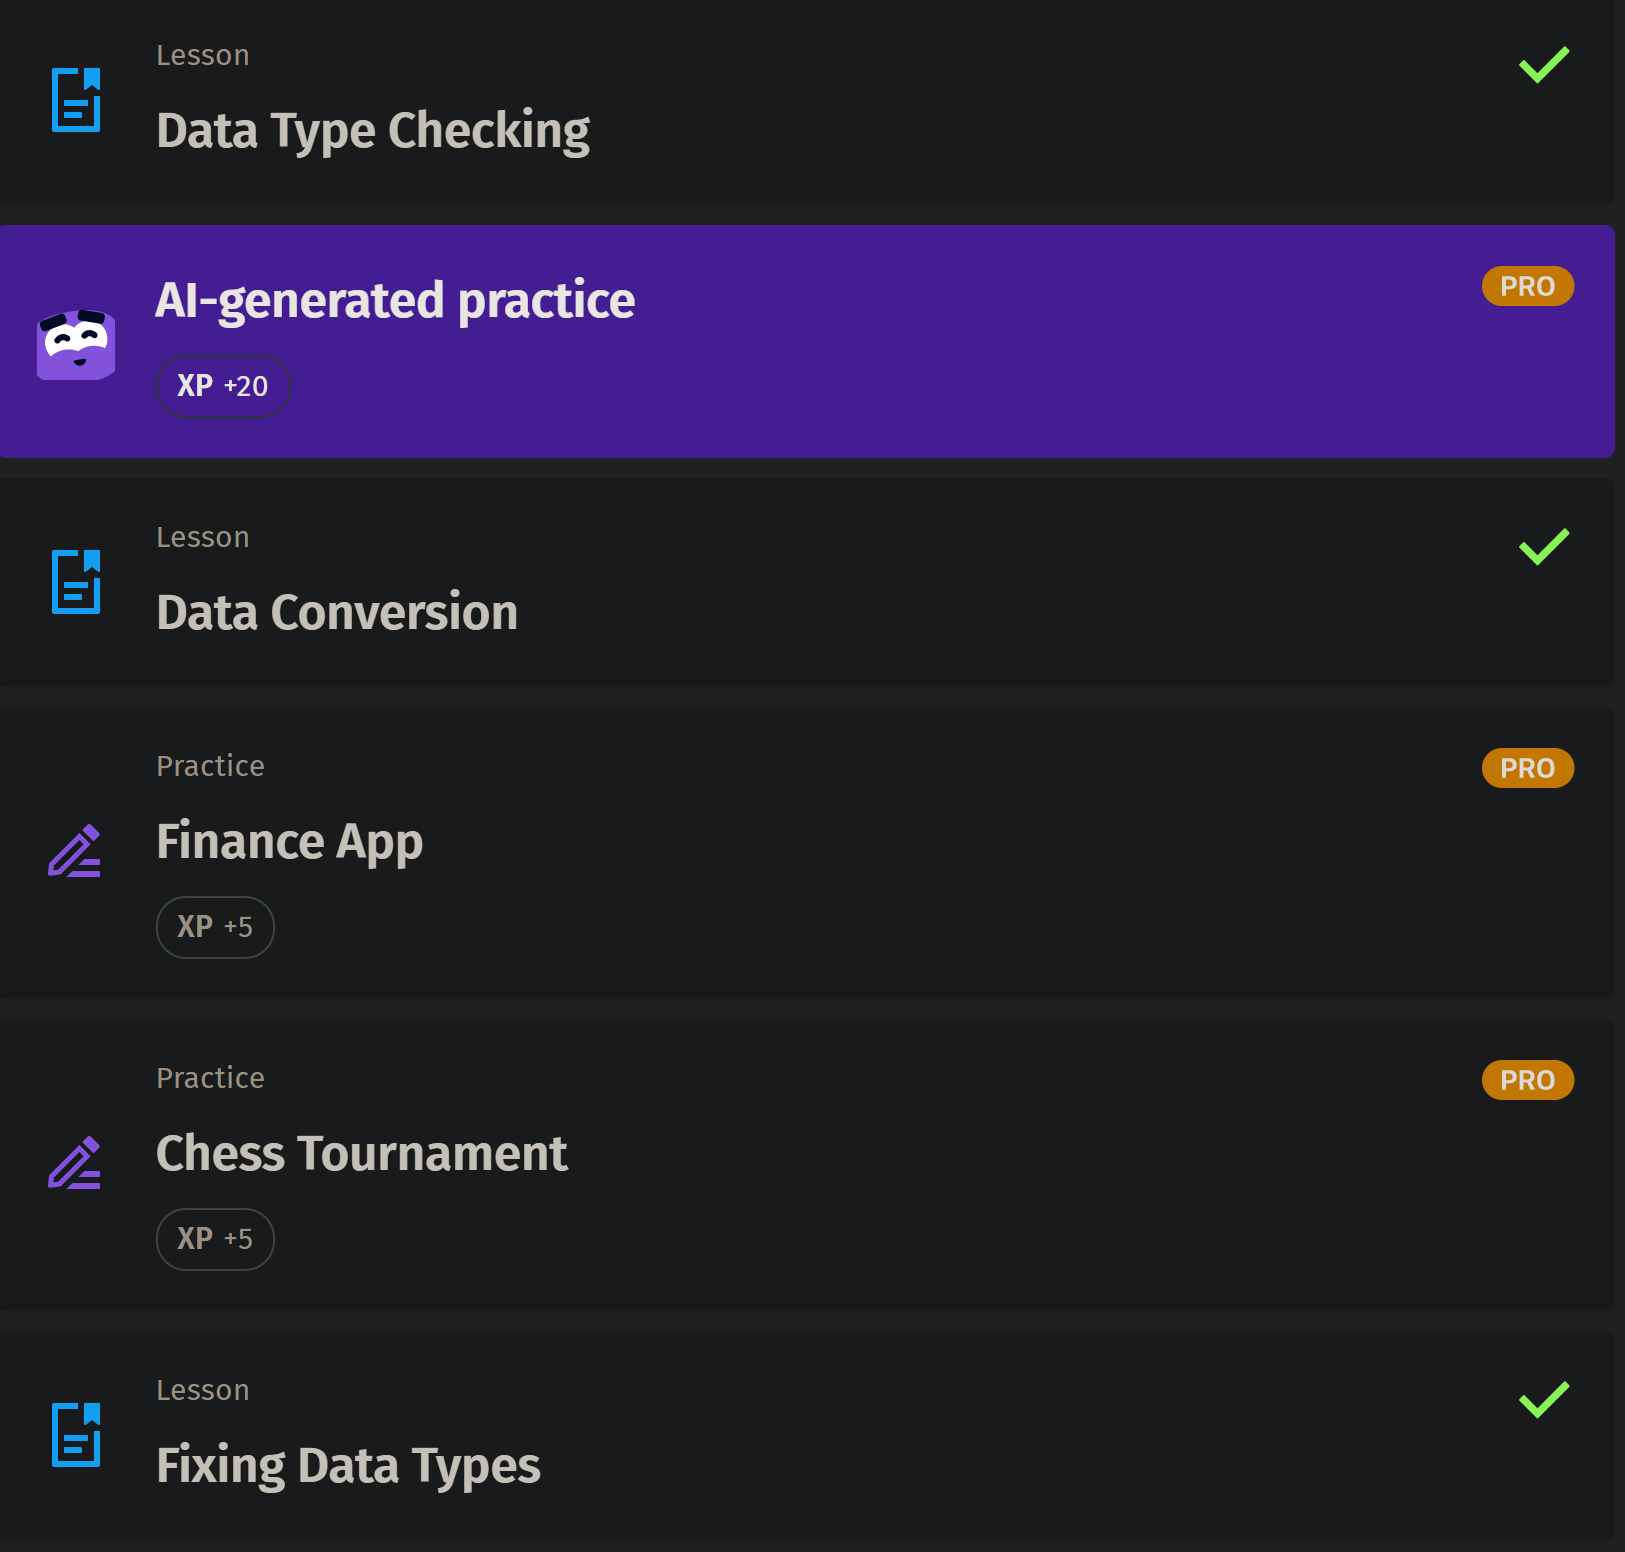 Lesson
Data Type Checking
AI-generated practice
PRO
XP +20
Lesson
Data Conversion
Practice
PRO
Finance App
XP +5
Practice
PRO
Chess Tournament
XP +5
Lesson
Fixing Data Types